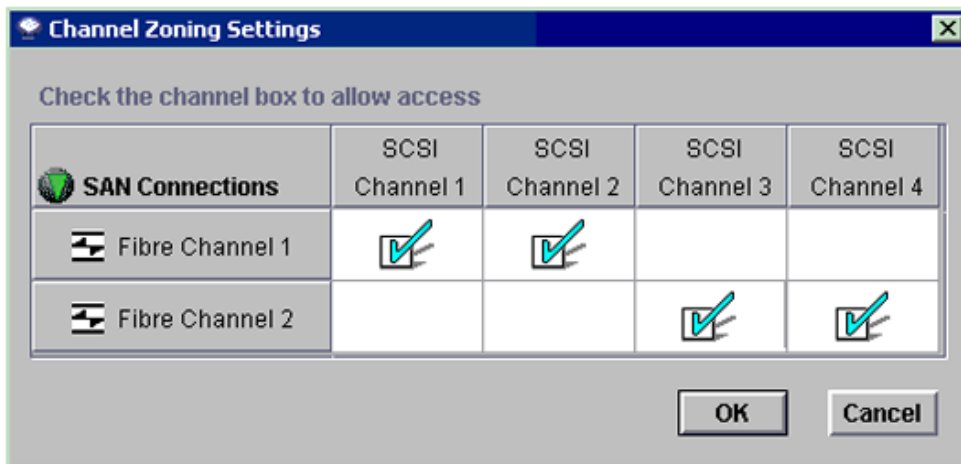 Channel Zoning Settings
Check the channel box to allow access
SAN Connections
SCSI Channel 1
SCSI Channel 2
SCSI Channel 3
SCSI Channel 4
Fibre Channel 1
Fibre Channel 2
OK
Cancel